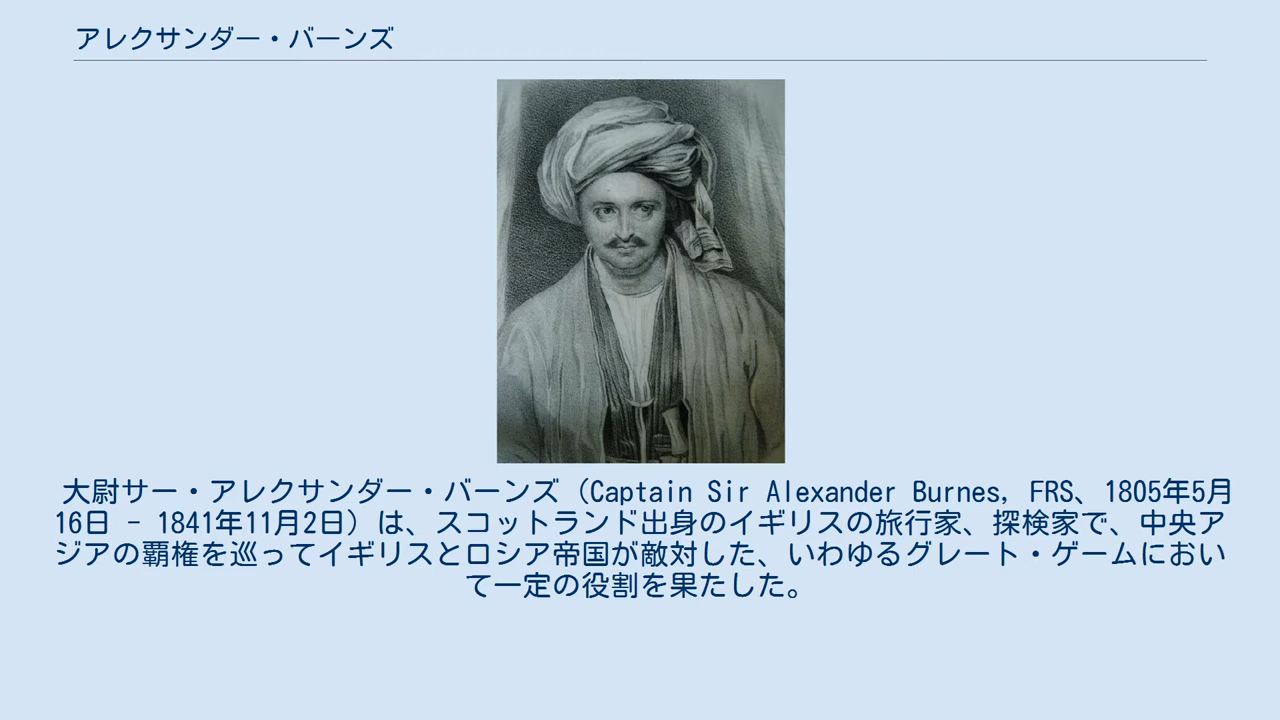 アレクサンダー・バーンズ
大尉サー・アレクサンダー・バーンズ（Captain Sir Alexander Burnes, FRS、1805年5月
16日 - 1841年11月2日）は、スコットランド出身のイギリスの旅行家、探検家で、中央ア
ジアの覇権を巡ってイギリスとロシア帝国が敵対した、いわゆるグレート・ゲームにおい
て一定の役割を果たした。